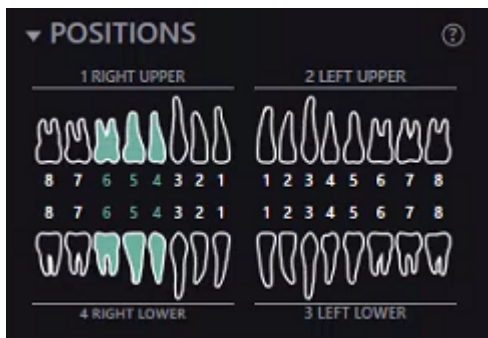 POSITIONS ?
1 RIGHT UPPER 2 LEFT UPPER
8 7 6 5 4 3 2 1 1 2 3 4 5 6 7 8
8 7 6 5 4 3 2 1 1 2 3 4 5 6 7 8
4 RIGHT LOWER 3 LEFT LOWER